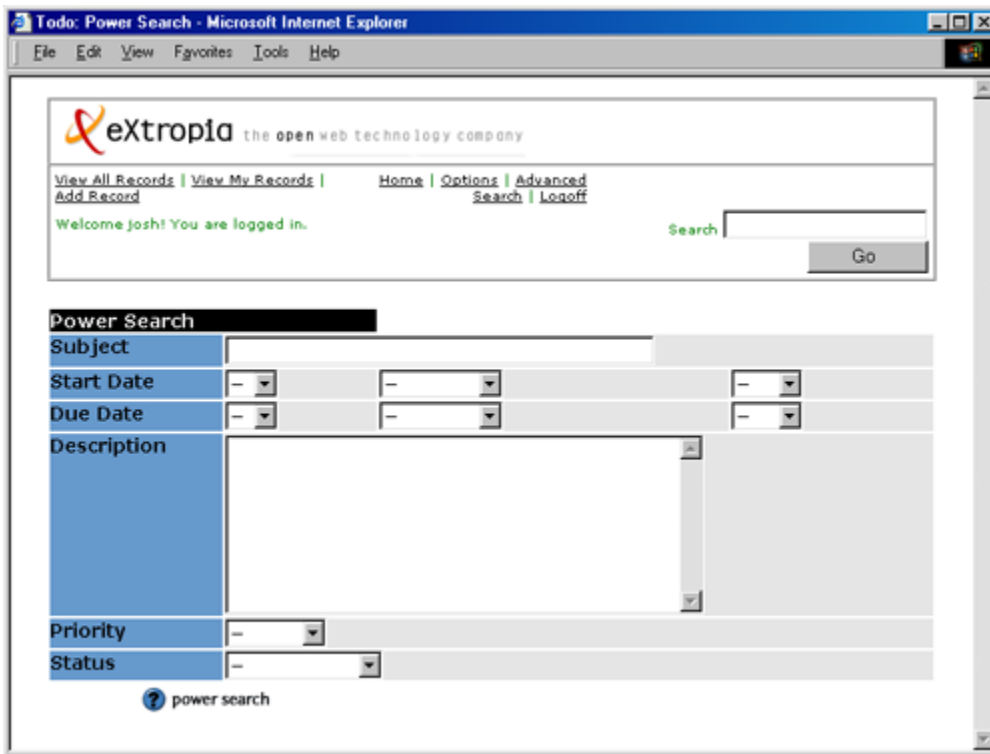 Todo: Power Search - Microsoft Internet Explorer
File Edit View Favorites Tools Help
eXtropia the open web technology company
View All Records | View My Records |
Add Record
Home | Options | Advanced
Search | Logoff
Welcome josh! You are logged in.
Search
Go
Power Search
Subject
Start Date – – –
Due Date – – –
Description
Priority –
Status –
? power search